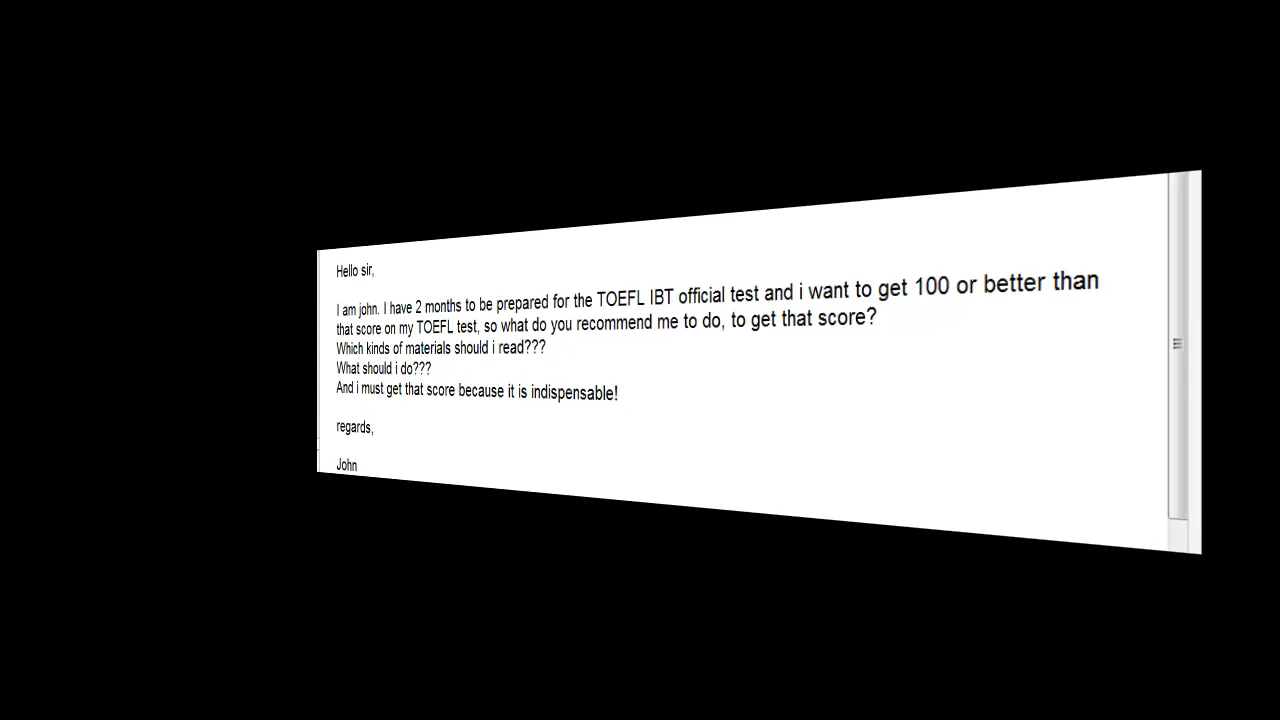 Hello sir,
I am john. I have 2 months to be prepared for the TOEFL IBT official test and i want to get 100 or better than
that score on my TOEFL test, so what do you recommend me to do, to get that score?
Which kinds of materials should i read???
What should i do???
And i must get that score because it is indispensable!
regards,
John